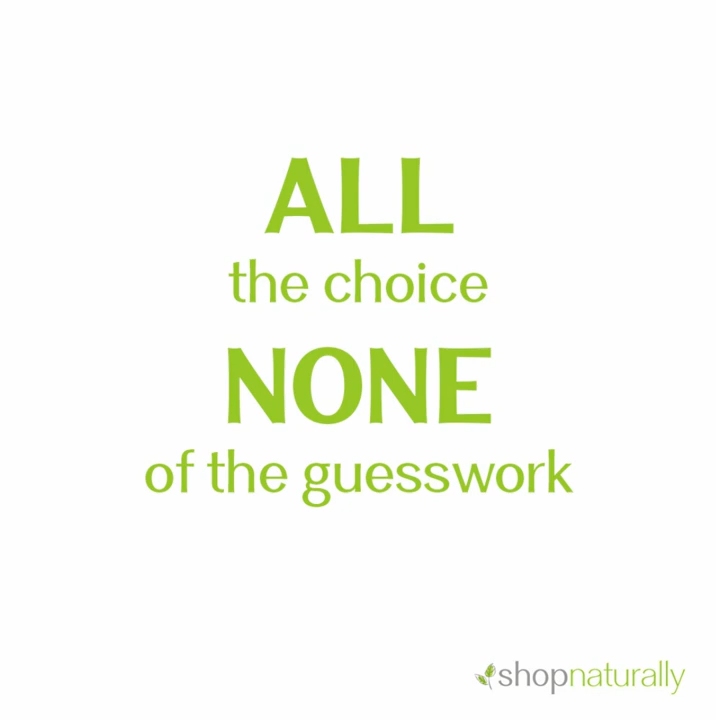 ALL
the choice
NONE
of the guesswork
shopnaturally